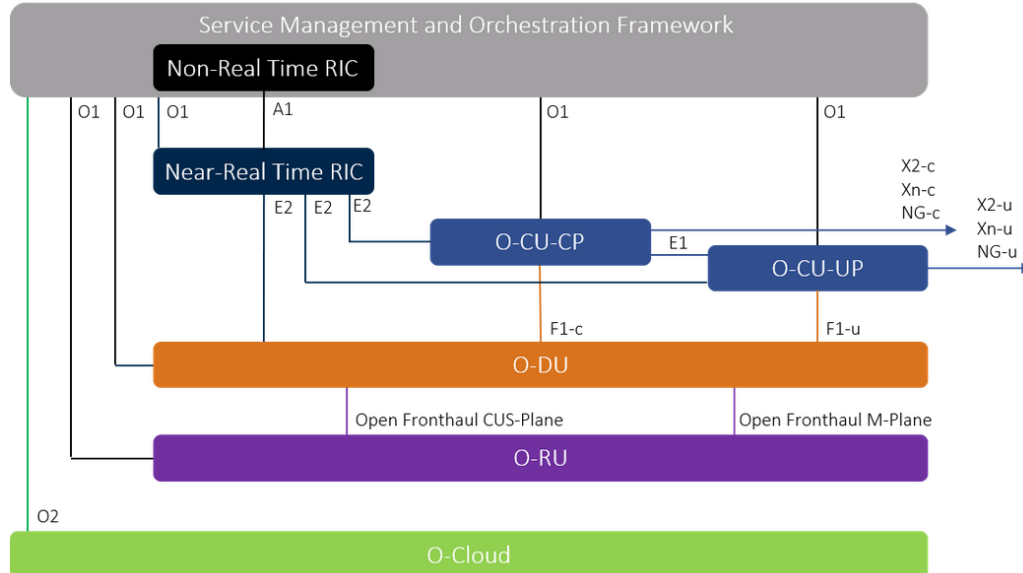 Service Management and Orchestration Framework
Non-Real Time RIC
O1
O1
O1
A1
O1
O1
Near-Real Time RIC
E2
E2
E2
X2-c
Xn-c
NG-c
X2-u
Xn-u
NG-u
O-CU-CP
E1
O-CU-UP
F1-c
F1-u
O-DU
Open Fronthaul CUS-Plane
Open Fronthaul M-Plane
O-RU
O2
O-Cloud